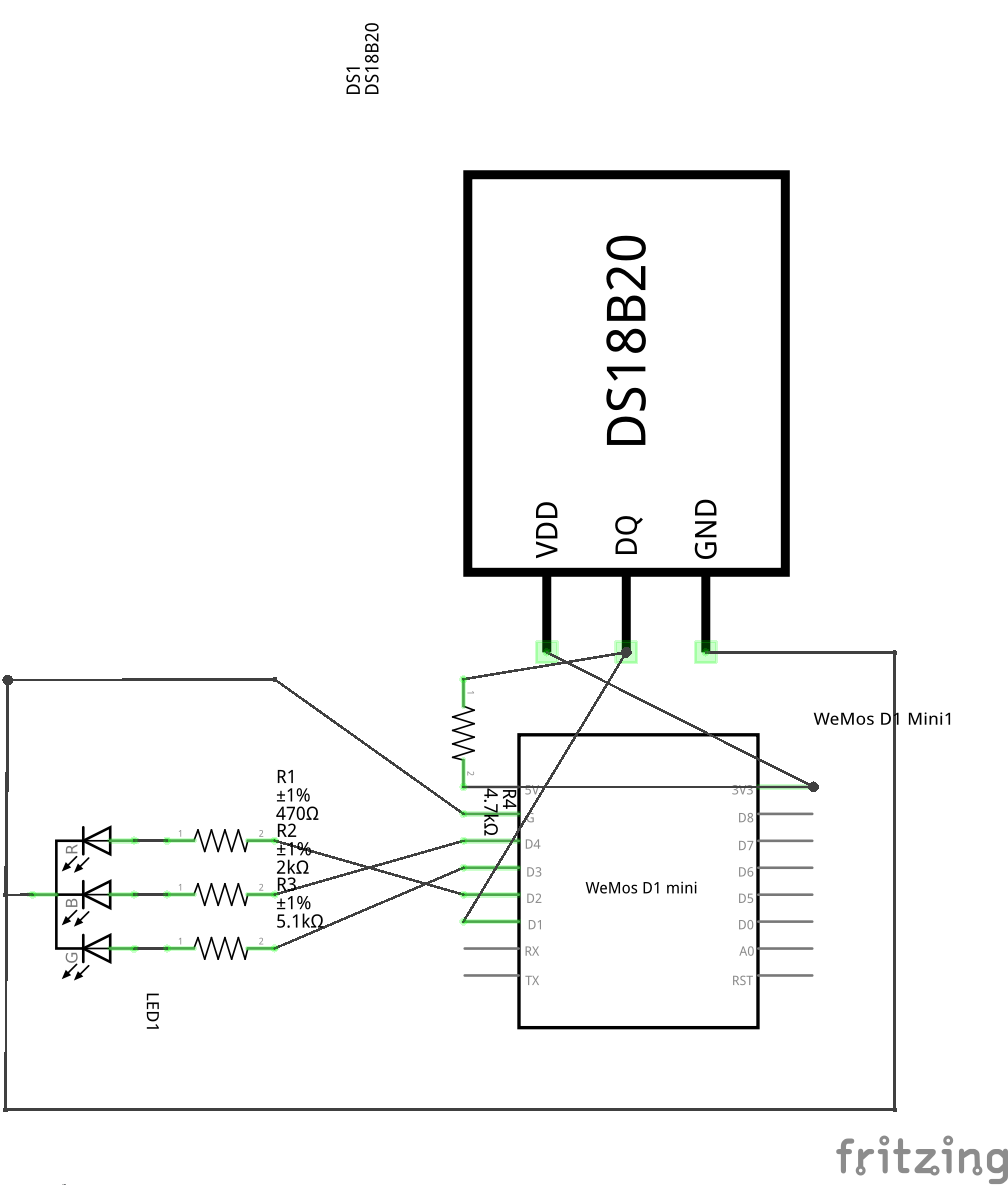 DS1
DS18B20
DS18B20
VDD
DQ
GND
WeMos D1 Mini1
1
2
R4
4.7kΩ
5V
G
D4
D3
D2
D1
RX
TX
3V3
D8
D7
D6
D5
D0
A0
RST
WeMos D1 mini
R1
±1%
470Ω
R2
±1%
2kΩ
R3
±1%
5.1kΩ
R
1
2
B
1
2
G
1
2
LED1
fritzing